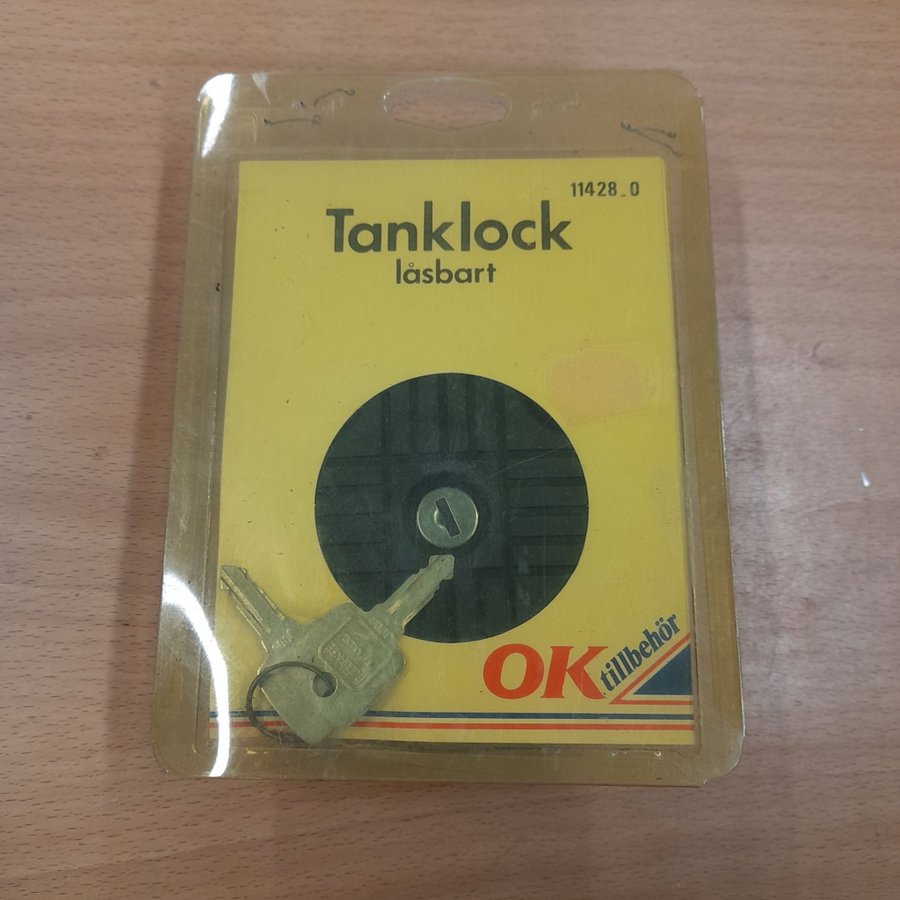 11428_0
Tanklock
låsbart
OK tillbehör